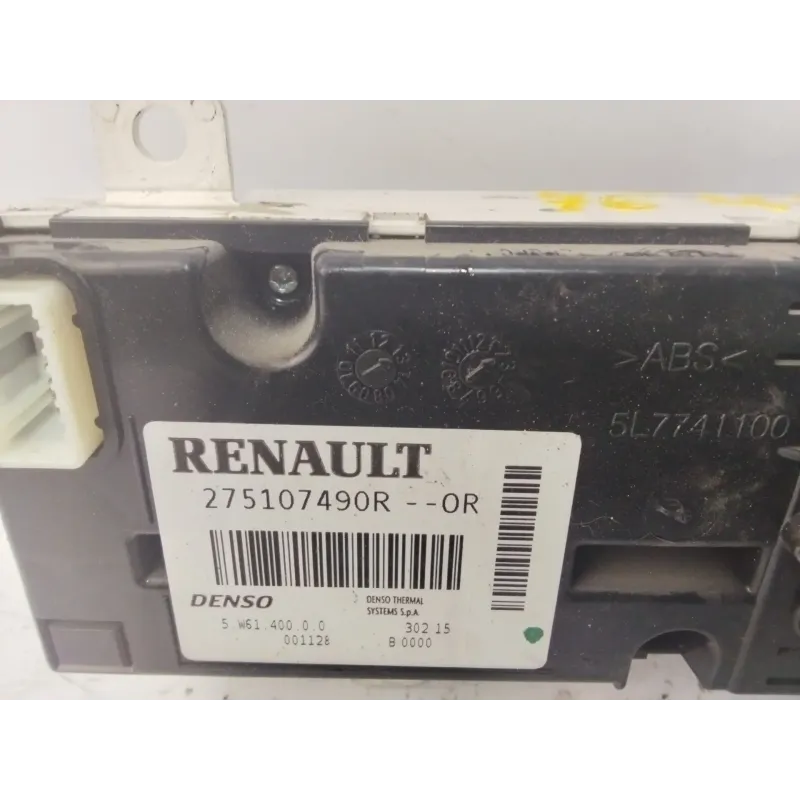 >ABS<
5L7741100
RENAULT
275107490R --0R
DENSO
DENSO THERMAL
SYSTEMS S.p.A.
5.W61.400.0.0
302 15
001128
B 0000